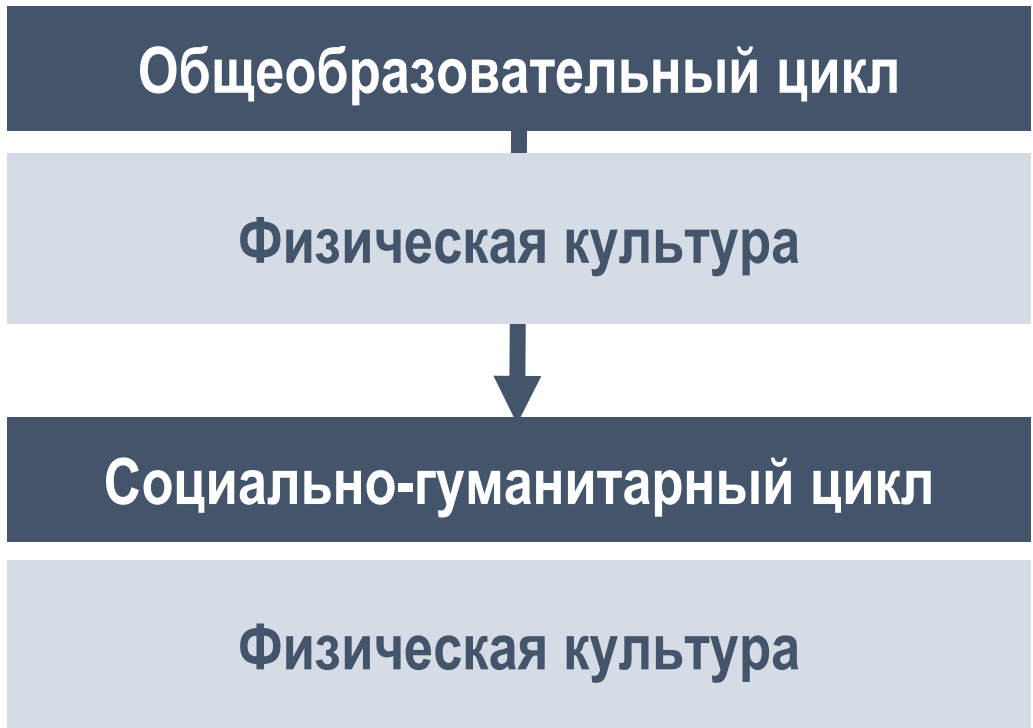 Общеобразовательный цикл
Физическая культура
Социально-гуманитарный цикл
Физическая культура